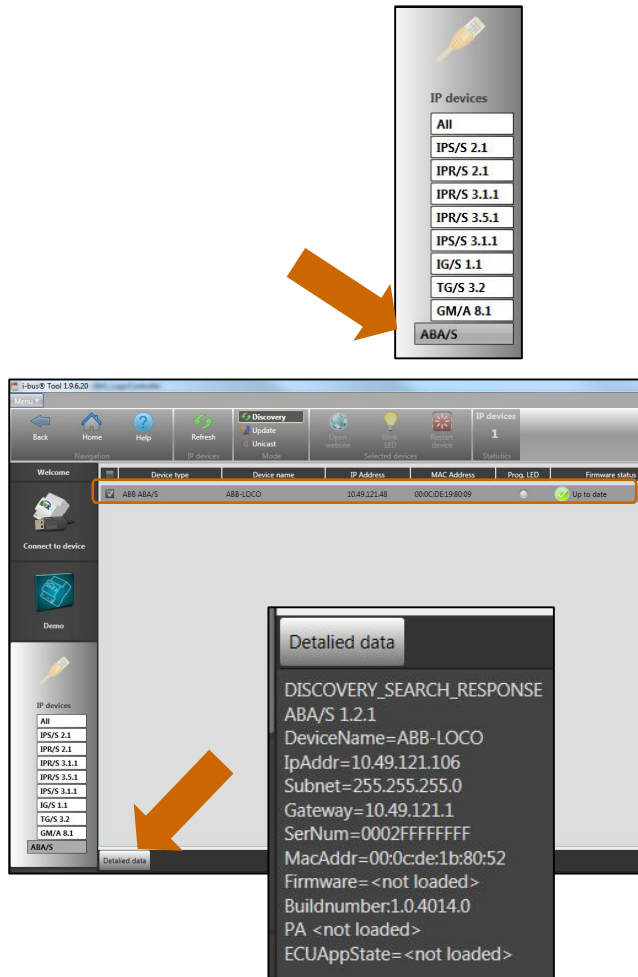 IP devices
All
IPS/S 2.1
IPR/S 2.1
IPR/S 3.1.1
IPR/S 3.5.1
IPS/S 3.1.1
IG/S 1.1
TG/S 3.2
GM/A 8.1
ABA/S
i-bus® Tool 1.9.6.20
Menu
Back
Home
Help
Refresh
Discovery
Update
Unicast
Open website
Blink LED
Restart device
IP devices
1
Navigation
IP devices
Mode
Selected devices
Statistics
Welcome
Device type
Device name
IP Address
MAC Address
Prog. LED
Firmware status
ABB ABA/S
ABB-LOCO
10.49.121.48
00:0C:DE:19:80:09
Up to date
Connect to device
Demo
IP devices
All
IPS/S 2.1
IPR/S 2.1
IPR/S 3.1.1
IPR/S 3.5.1
IPS/S 3.1.1
IG/S 1.1
TG/S 3.2
GM/A 8.1
ABA/S
Detalied data
Detalied data
DISCOVERY_SEARCH_RESPONSE
ABA/S 1.2.1
DeviceName=ABB-LOCO
IpAddr=10.49.121.106
Subnet=255.255.255.0
Gateway=10.49.121.1
SerNum=0002FFFFFFFF
MacAddr=00:0c:de:1b:80:52
Firmware=<not loaded>
Buildnumber:1.0.4014.0
PA <not loaded>
ECUAppState=<not loaded>